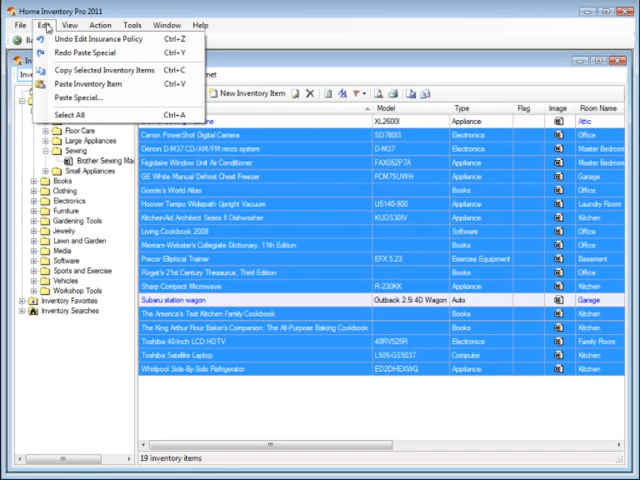 Home Inventory Pro 2011
File Edit View Action Tools Window Help
Undo Edit Insurance Policy Ctrl+Z
Redo Paste Special Ctrl+Y
Copy Selected Inventory Items Ctrl+C
Paste Inventory Item Ctrl+V
Paste Special...
Select All Ctrl+A
New Inventory Item
Model Type Flag Image Room Name
XL2600I Appliance Attic
Canon PowerShot Digital Camera SD780IS Electronics Office
Denon D-M37 CD/AM/FM micro system D-M37 Electronics Master Bedroom
Frigidaire Window Unit Air Conditioner FAX052P7A Appliance Master Bedroom
GE White Manual Defrost Chest Freezer FCM7SUWH Appliance Garage
Goode's World Atlas Books Office
Hoover Tempo Widepath Upright Vacuum U5140-900 Appliance Laundry Room
KitchenAid Architect Series II Dishwasher KUDS30IV Appliance Kitchen
Living Cookbook 2008 Software Office
Merriam-Webster's Collegiate Dictionary, 11th Edition Books Office
Precor Elliptical Trainer EFX 5.23 Exercise Equipment Basement
Roget's 21st Century Thesaurus, Third Edition Books Office
Sharp Compact Microwave R-230KK Appliance Kitchen
Subaru station wagon Outback 2.5i 4D Wagon Auto Garage
The America's Test Kitchen Family Cookbook Books Kitchen
The King Arthur Flour Baker's Companion: The All-Purpose Baking Cookbook Books Kitchen
Toshiba 40-Inch LCD HDTV 40RV525R Electronics Family Room
Toshiba Satellite Laptop L505-GS5037 Computer Kitchen
Whirlpool Side-By-Side Refrigerator ED2DHEXWQ Appliance Kitchen
Floor Care
Large Appliances
Sewing
Brother Sewing Ma
Small Appliances
Books
Clothing
Electronics
Furniture
Gardening Tools
Jewelry
Lawn and Garden
Media
Software
Sports and Exercise
Vehicles
Workshop Tools
Inventory Favorites
Inventory Searches
19 inventory items